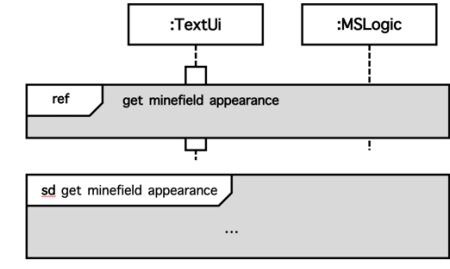 :TextUi
:MSLogic
ref
get minefield appearance
sd get minefield appearance
...